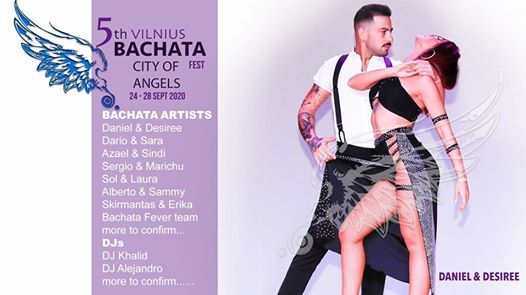 5th VILNIUS
BACHATA
CITY OF FEST
ANGELS
24 - 28 SEPT 2020
BACHATA ARTISTS
Daniel & Desiree
Dario & Sara
Azael & Sindi
Sergio & Marichu
Sol & Laura
Alberto & Sammy
Skirmantas & Erika
Bachata Fever team
more to confirm...
DJs
DJ Khalid
DJ Alejandro
more to confirm......
DANIEL & DESIREE